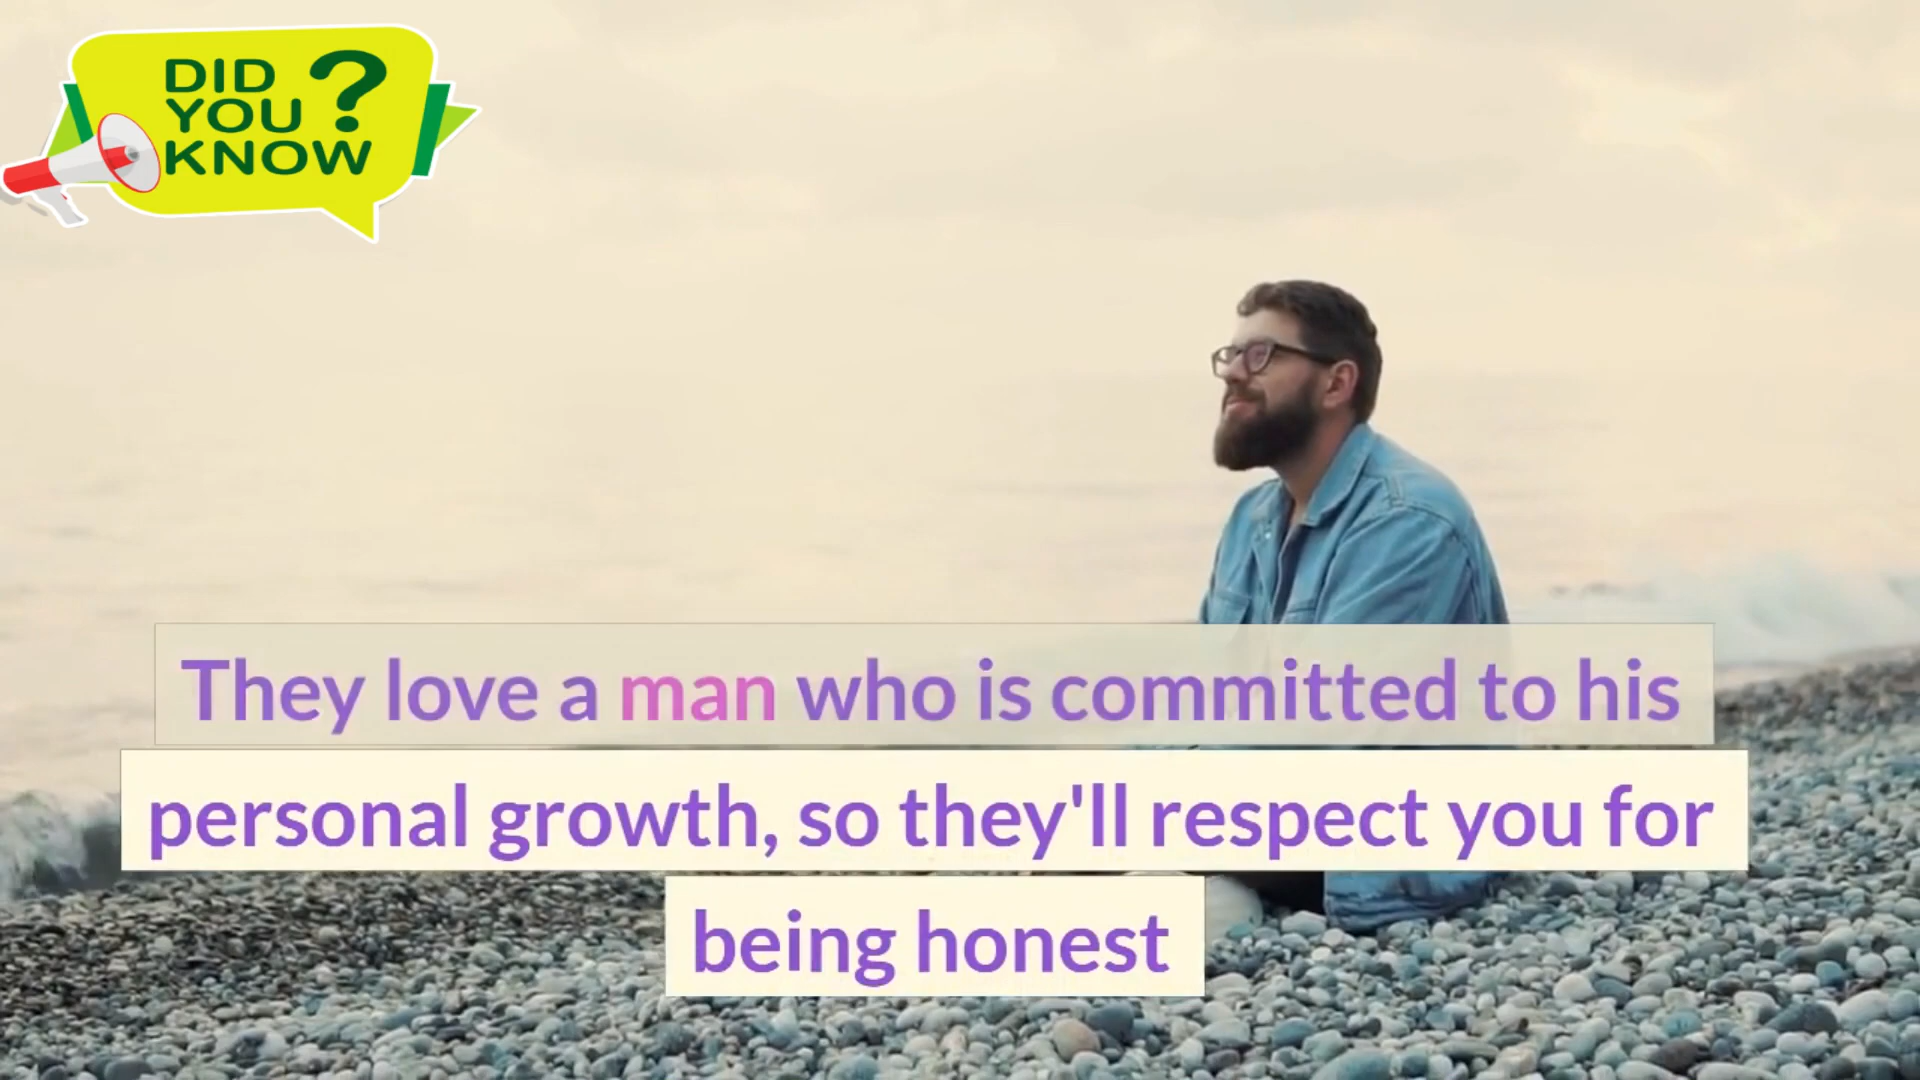 DID
YOU ?
KNOW
They love a man who is committed to his
personal growth, so they'll respect you for
being honest